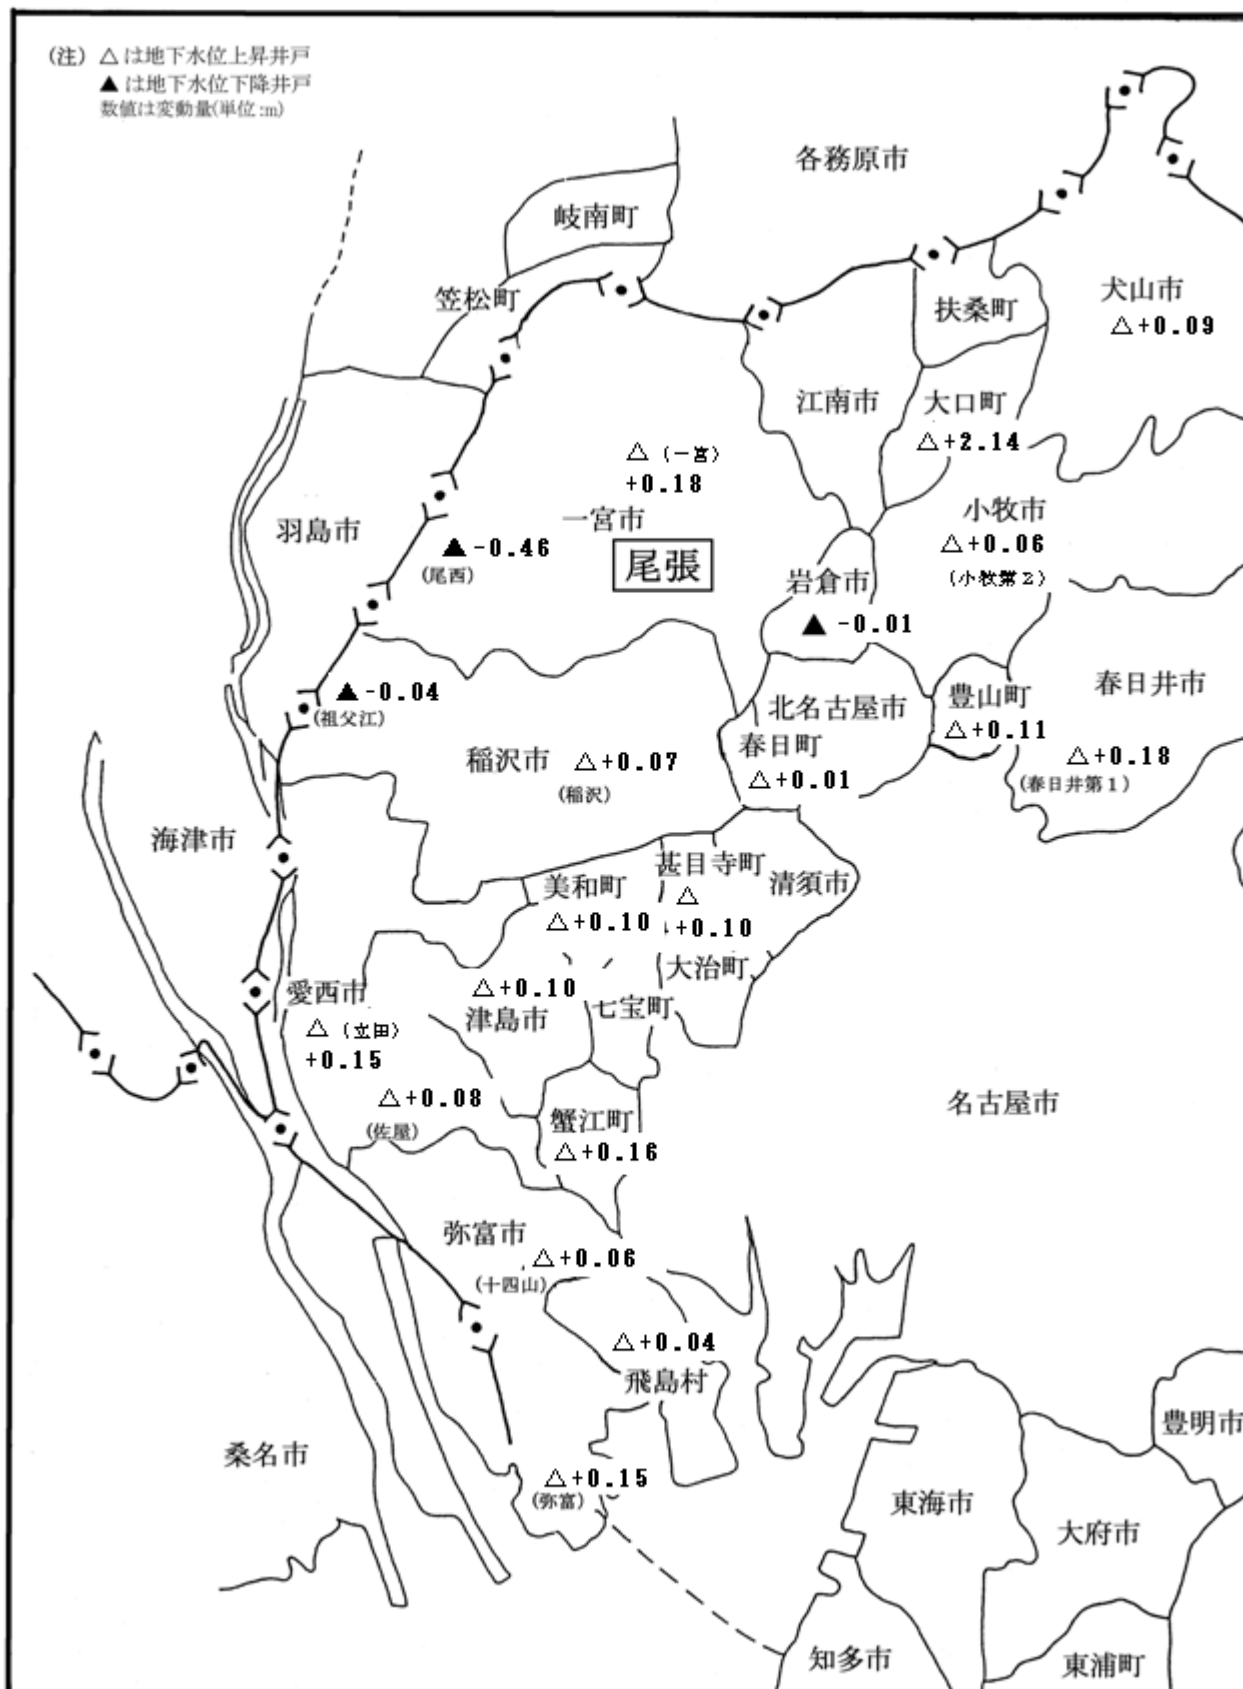 (注) △は地下水位上昇井戸
▲は地下水位下降井戸
数値は変動量(単位:m)
各務原市
岐南町
笠松町
犬山市
△+0.09
扶桑町
江南市
大口町
△+2.14
△(一宮)
+0.18
一宮市
羽島市
▲-0.46
(尾西)
尾張
小牧市
△+0.06
(小牧第2)
岩倉市
▲-0.01
▲-0.04
(祖父江)
稲沢市
△+0.07
(稲沢)
北名古屋市
春日町
△+0.01
豊山町
△+0.11
春日井市
△+0.18
(春日井第1)
海津市
美和町
△+0.10
甚目寺町
△
+0.10
清須市
大治町
愛西市
△(立田)
+0.15
△+0.10
津島市
七宝町
△+0.08
(佐屋)
蟹江町
△+0.16
名古屋市
弥富市
△+0.06
(十四山)
△+0.04
飛島村
桑名市
△+0.15
(弥富)
豊明市
東海市
大府市
知多市
東浦町